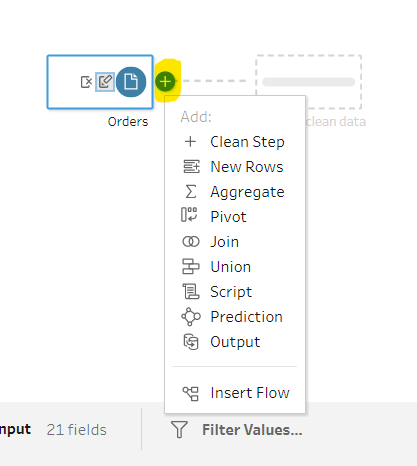 Orders
clean data
Add:
Clean Step
New Rows
Aggregate
Pivot
Join
Union
Script
Prediction
Output
Insert Flow
nput 21 fields
Filter Values...